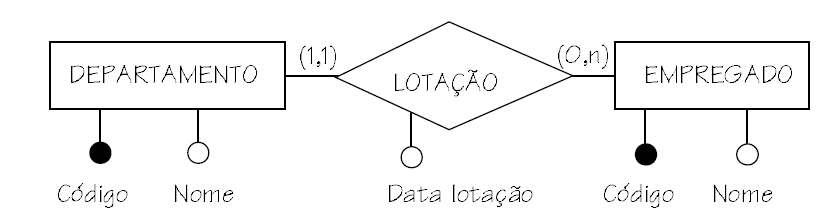 (1,1) (0,n)
DEPARTAMENTO LOTAÇÃO EMPREGADO
Código Nome Data lotação Código Nome